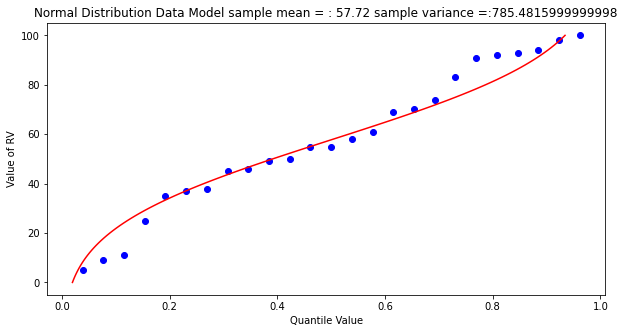 Normal Distribution Data Model sample mean = : 57.72 sample variance =:785.4815999999998
100
80
60
40
20
0
Value of RV
0.0 0.2 0.4 0.6 0.8 1.0
Quantile Value